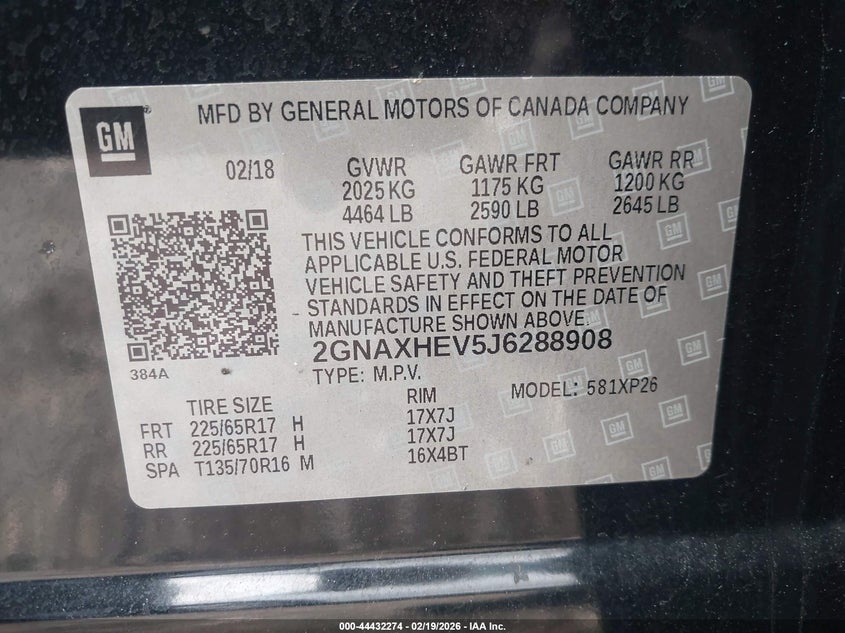 GM
MFD BY GENERAL MOTORS OF CANADA COMPANY
02/18
GVWR GAWR FRT GAWR RR
2025 KG 1175 KG 1200 KG
4464 LB 2590 LB 2645 LB
THIS VEHICLE CONFORMS TO ALL
APPLICABLE U.S. FEDERAL MOTOR
VEHICLE SAFETY AND THEFT PREVENTION
STANDARDS IN EFFECT ON THE DATE OF
MANUFACTURE SHOWN ABOVE.
2GNAXHEV5J6288908
384A
TYPE: M.P.V.
MODEL: 581XP26
TIRE SIZE RIM
FRT 225/65R17 H 17X7J
RR 225/65R17 H 17X7J
SPA T135/70R16 M 16X4BT
000-44432274 - 02/19/2026 - IAA Inc.